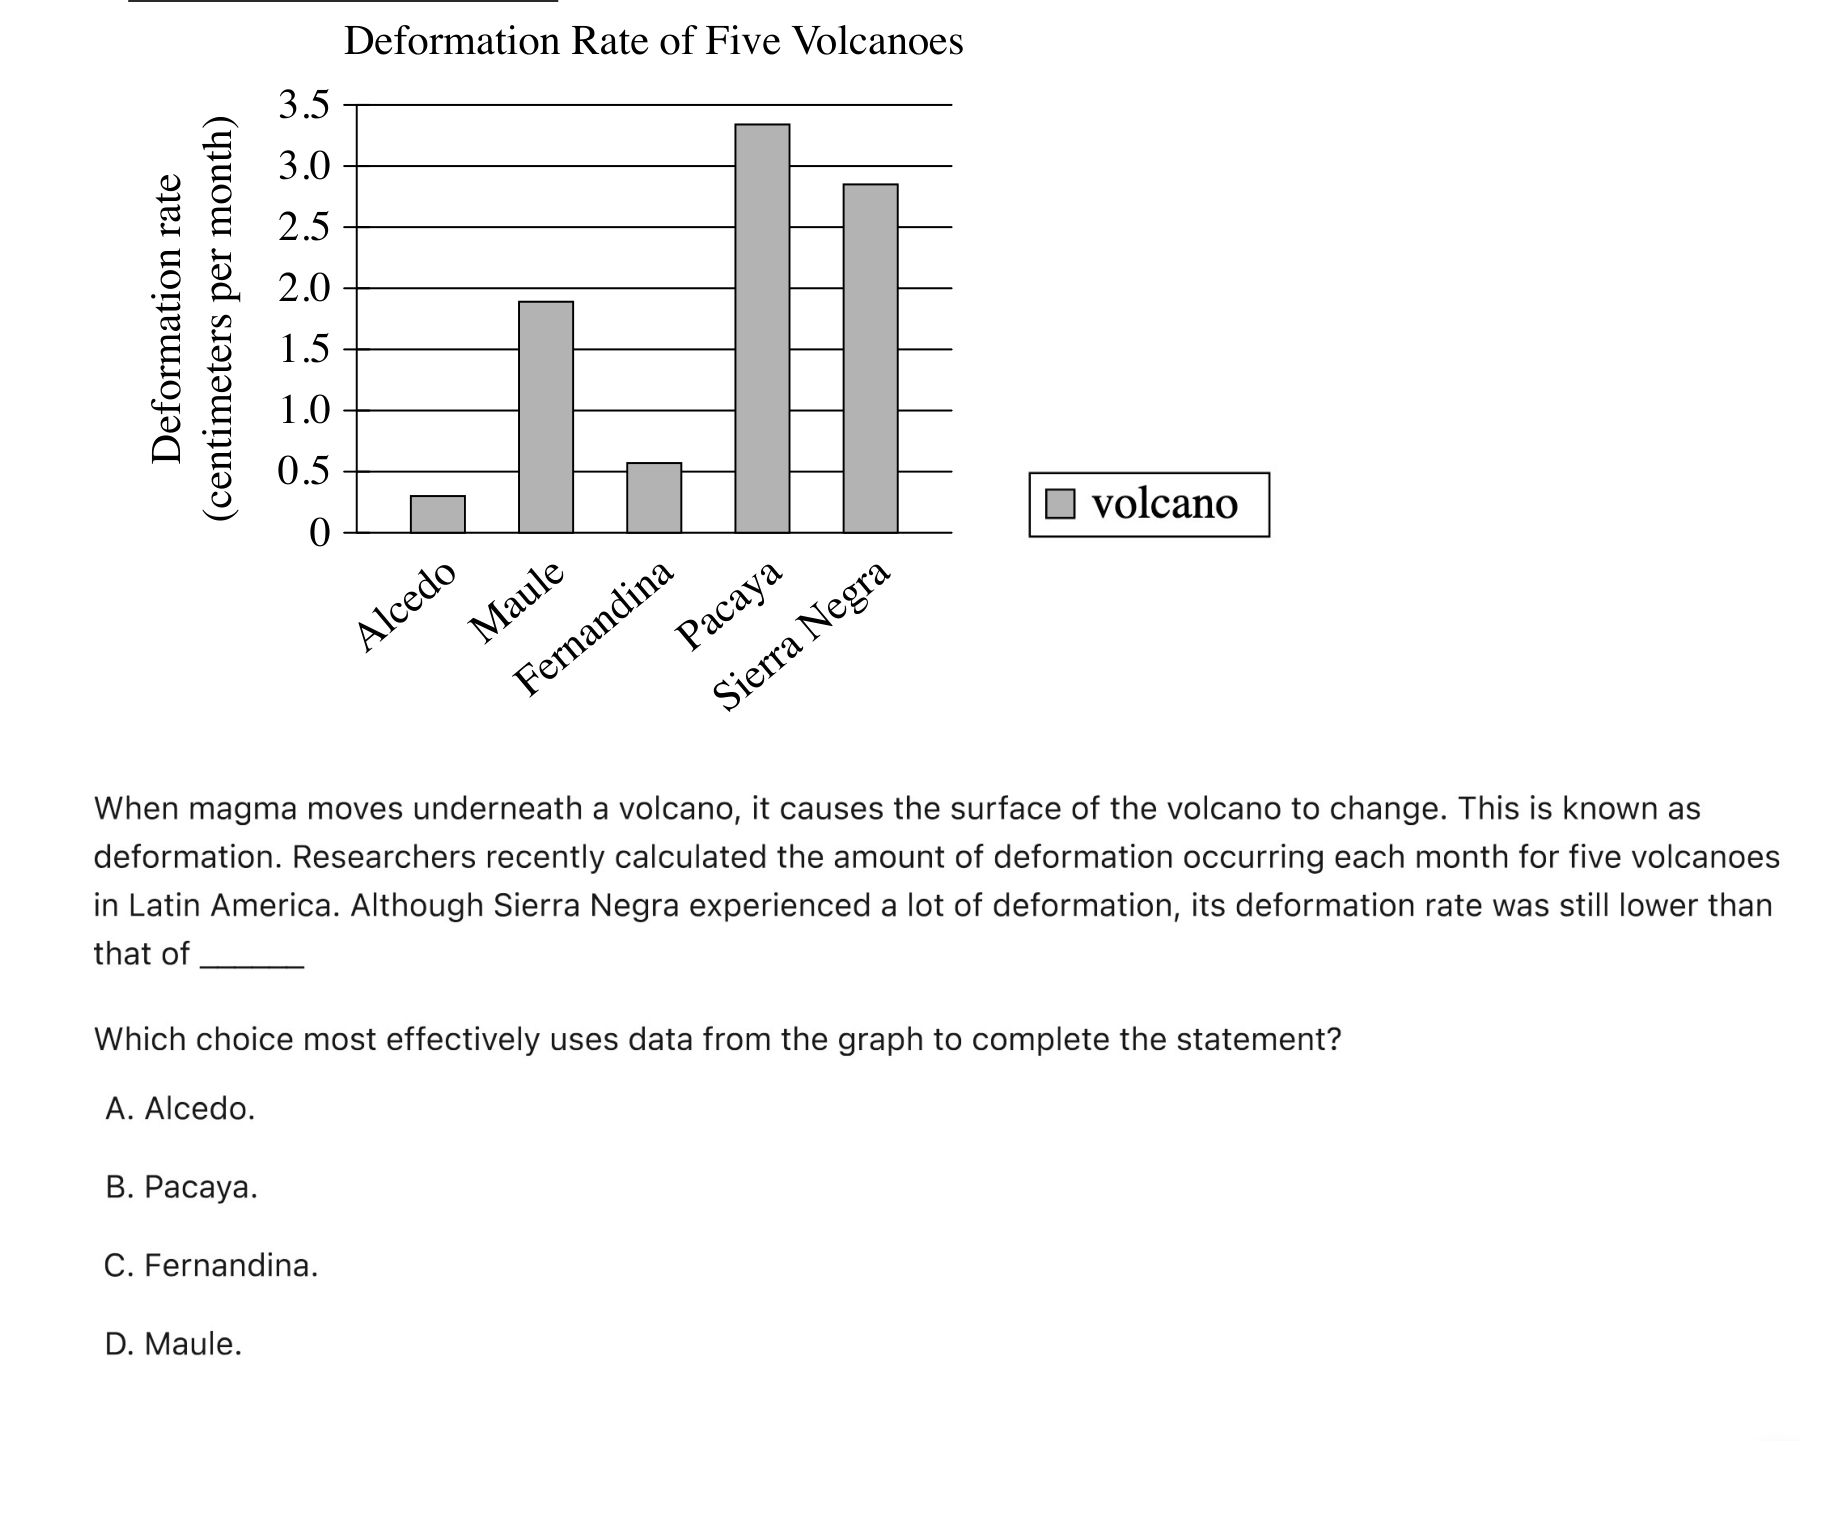 Deformation Rate of Five Volcanoes
Deformation rate
(centimeters per month)
3.5
3.0
2.5
2.0
1.5
1.0
0.5
0
Alcedo
Maule
Fernandina
Pacaya
Sierra Negra
volcano
When magma moves underneath a volcano, it causes the surface of the volcano to change. This is known as
deformation. Researchers recently calculated the amount of deformation occurring each month for five volcanoes
in Latin America. Although Sierra Negra experienced a lot of deformation, its deformation rate was still lower than
that of ______
Which choice most effectively uses data from the graph to complete the statement?
A. Alcedo.
B. Pacaya.
C. Fernandina.
D. Maule.